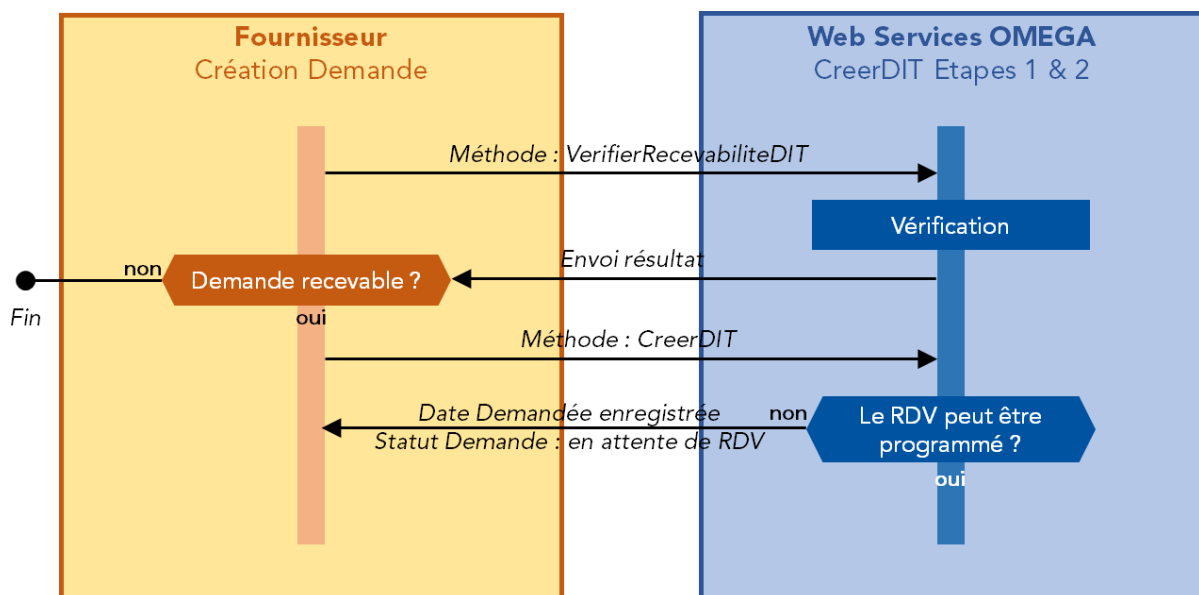 Fournisseur
Création Demande
Web Services OMEGA
CreerDIT Etapes 1 & 2
Méthode : VerifierRecevabiliteDIT
Vérification
Envoi résultat
non
Demande recevable ?
Fin
oui
Méthode : CreerDIT
Date Demandée enregistrée
non
Statut Demande : en attente de RDV
Le RDV peut être
programmé ?
oui